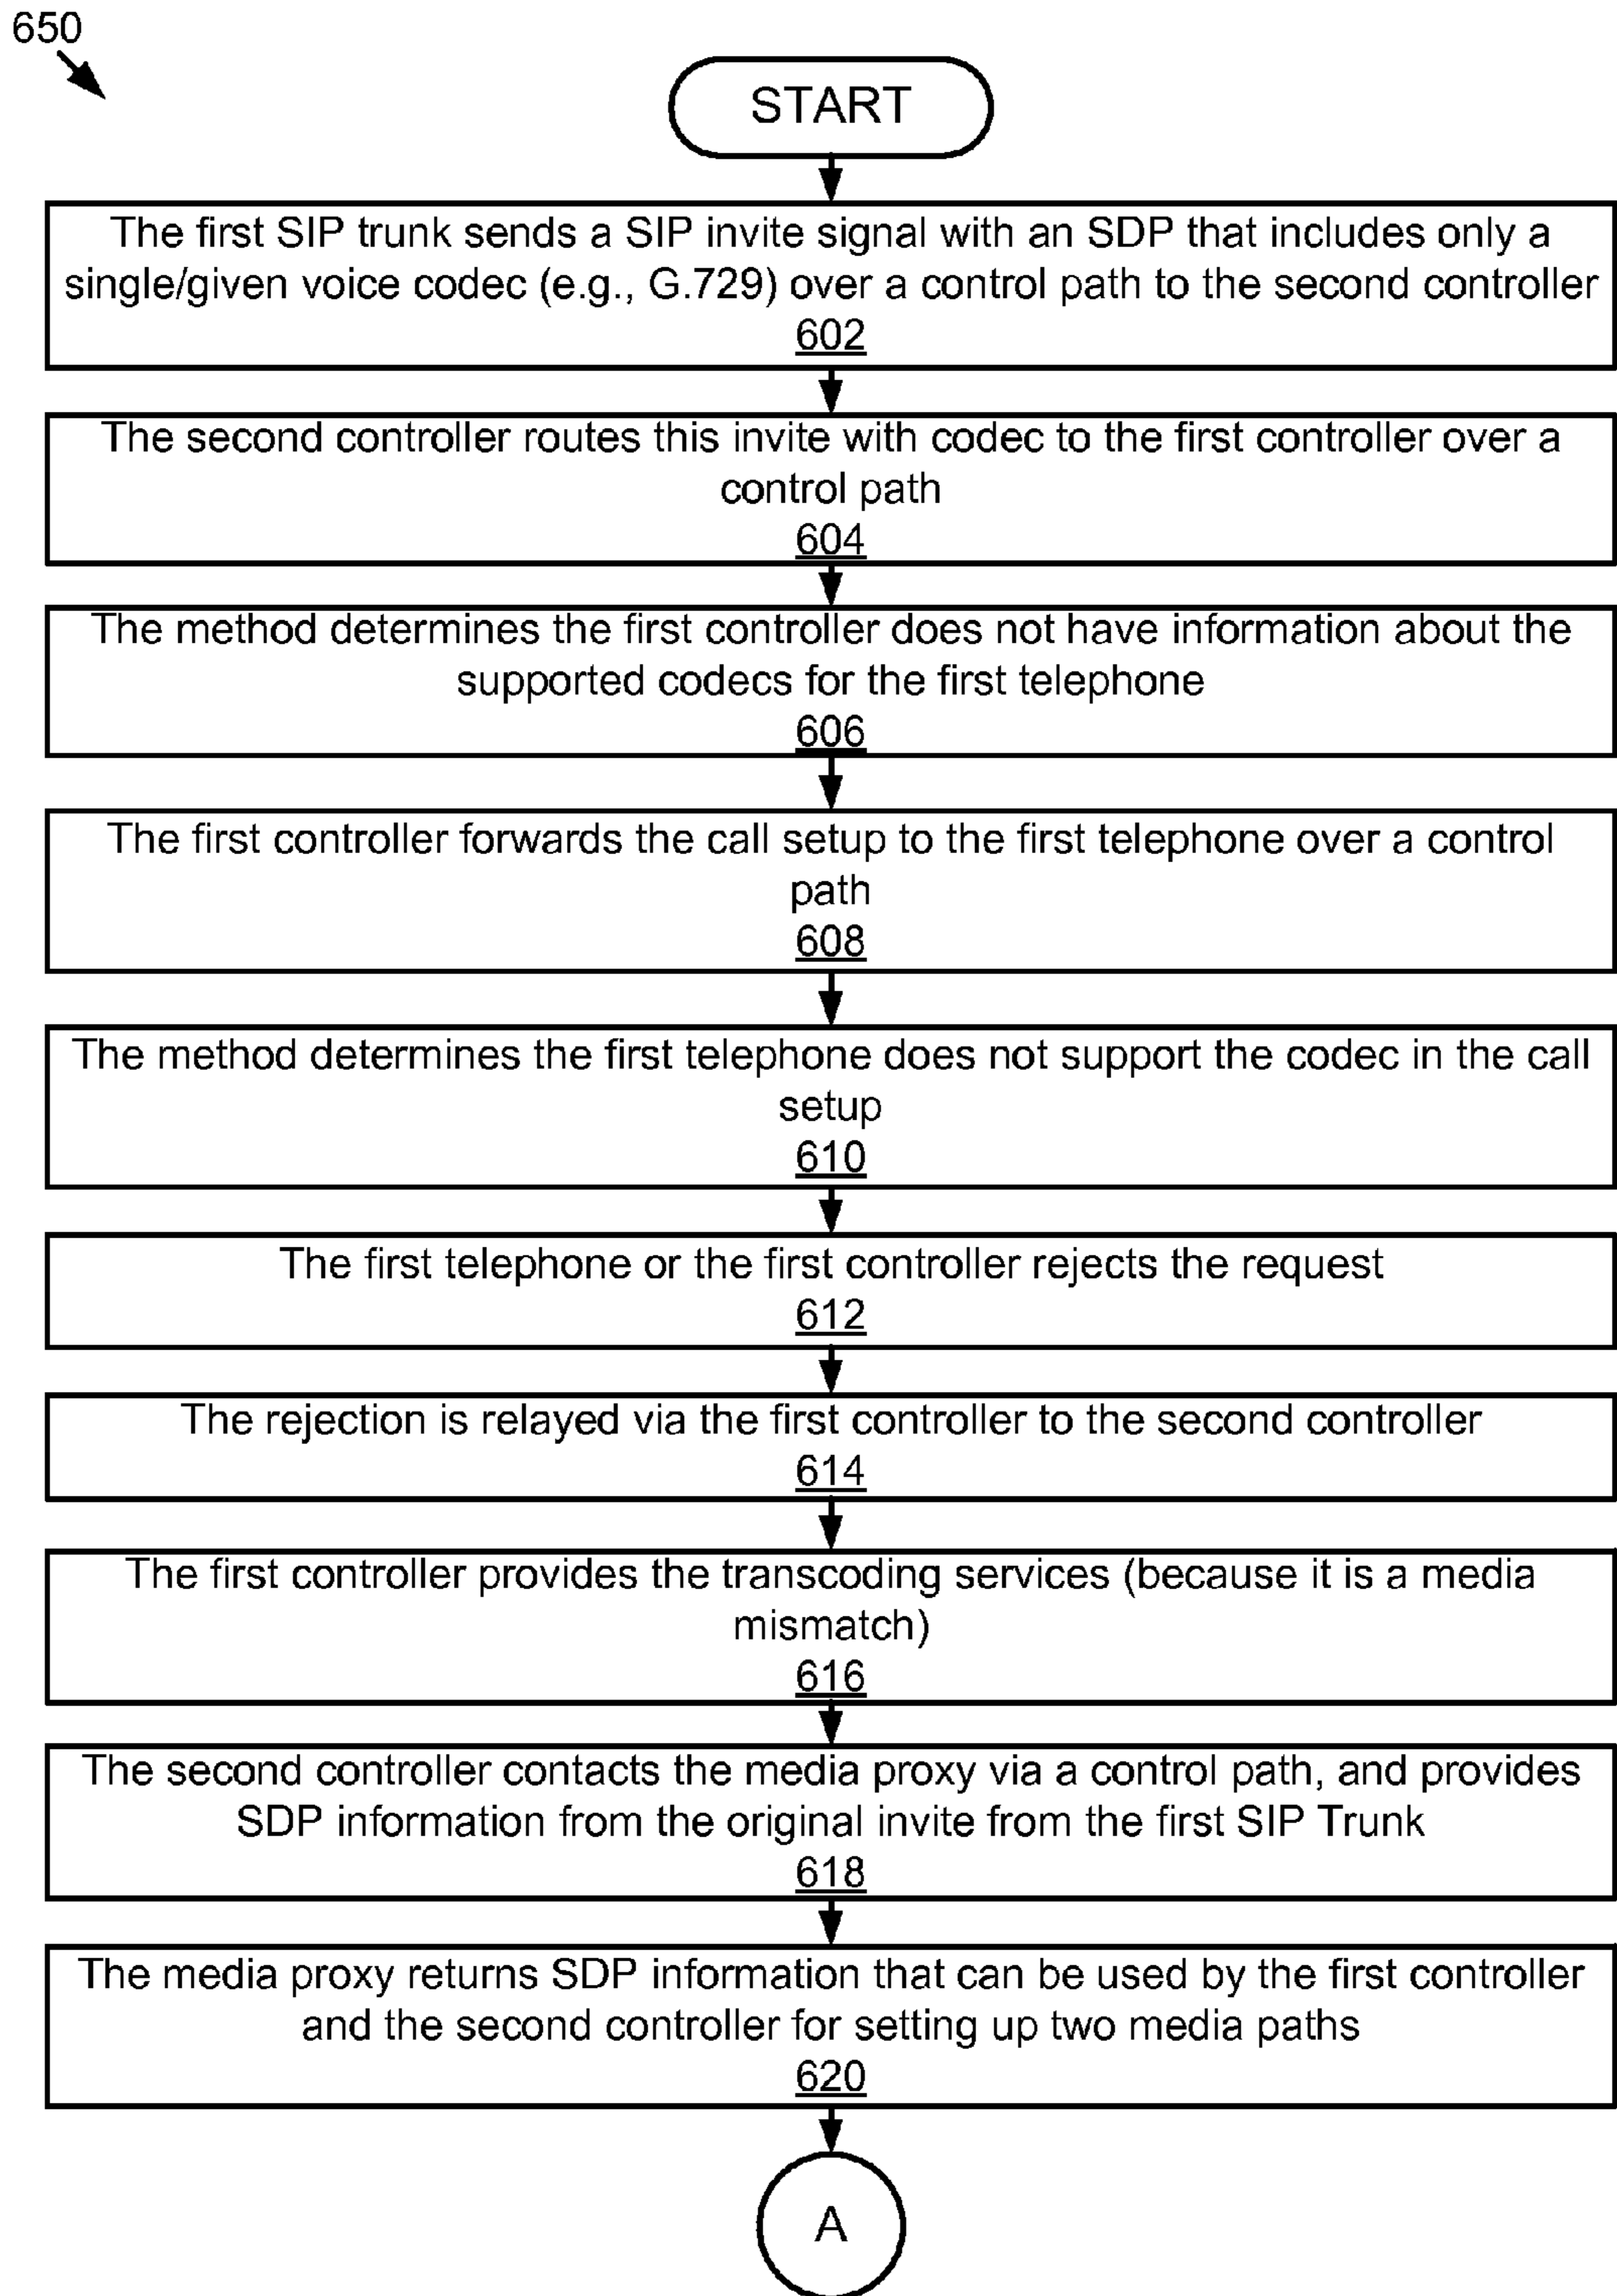 650
START
The first SIP trunk sends a SIP invite signal with an SDP that includes only a
single/given voice codec (e.g., G.729) over a control path to the second controller
602
The second controller routes this invite with codec to the first controller over a
control path
604
The method determines the first controller does not have information about the
supported codecs for the first telephone
606
The first controller forwards the call setup to the first telephone over a control
path
608
The method determines the first telephone does not support the codec in the call
setup
610
The first telephone or the first controller rejects the request
612
The rejection is relayed via the first controller to the second controller
614
The first controller provides the transcoding services (because it is a media
mismatch)
616
The second controller contacts the media proxy via a control path, and provides
SDP information from the original invite from the first SIP Trunk
618
The media proxy returns SDP information that can be used by the first controller
and the second controller for setting up two media paths
620
A